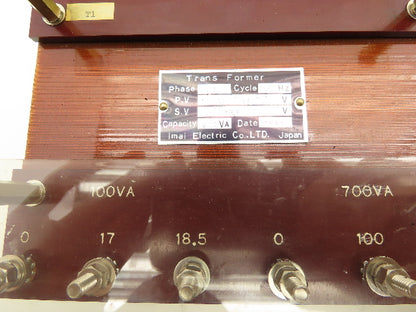 T1
Trans Former
Phase Cycle Hz
P.V V
S.V V
Capacity VA Date
Imai Electric Co., LTD. Japan
100VA 700VA
0 17 18.5 0 100